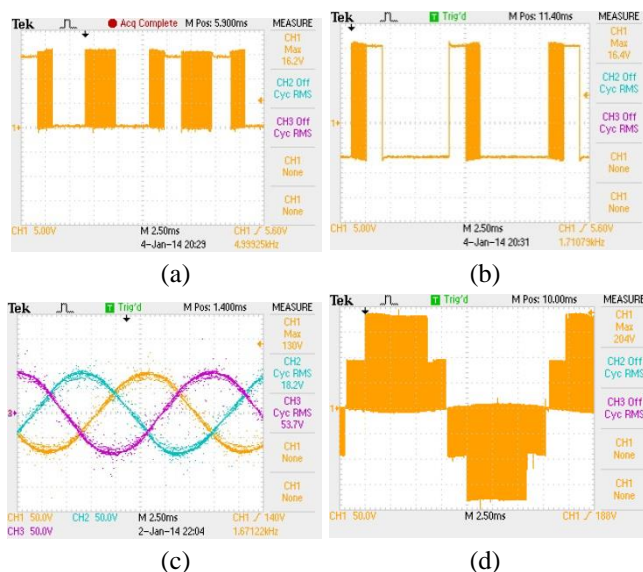 Tek Acq Complete M Pos: 5.900ms MEASURE
CH1
Max
16.2V
CH2 Off
Cyc RMS
CH3 Off
Cyc RMS
CH1
None
CH1
None
1
CH1 5.00V M 2.50ms CH1 5.60V
4-Jan-14 20:29 4.99925kHz
(a)
Tek Trig'd M Pos: 11.40ms MEASURE
CH1
Max
16.4V
CH2 Off
Cyc RMS
CH3 Off
Cyc RMS
CH1
None
CH1
None
1
CH1 5.00V M 2.50ms CH1 5.60V
4-Jan-14 20:31 1.71079kHz
(b)
Tek Trig'd M Pos: 1.400ms MEASURE
CH1
Max
130V
CH2
Cyc RMS
18.2V
CH3
Cyc RMS
53.7V
CH1
None
CH1
None
3
CH1 50.0V CH2 50.0V M 2.50ms CH1 140V
CH3 50.0V 2-Jan-14 22:04 1.67122kHz
(c)
Tek Trig'd M Pos: 10.00ms MEASURE
CH1
Max
204V
CH2 Off
Cyc RMS
CH3 Off
Cyc RMS
CH1
None
CH1
None
1
CH1 50.0V M 2.50ms CH1 188V
(d)